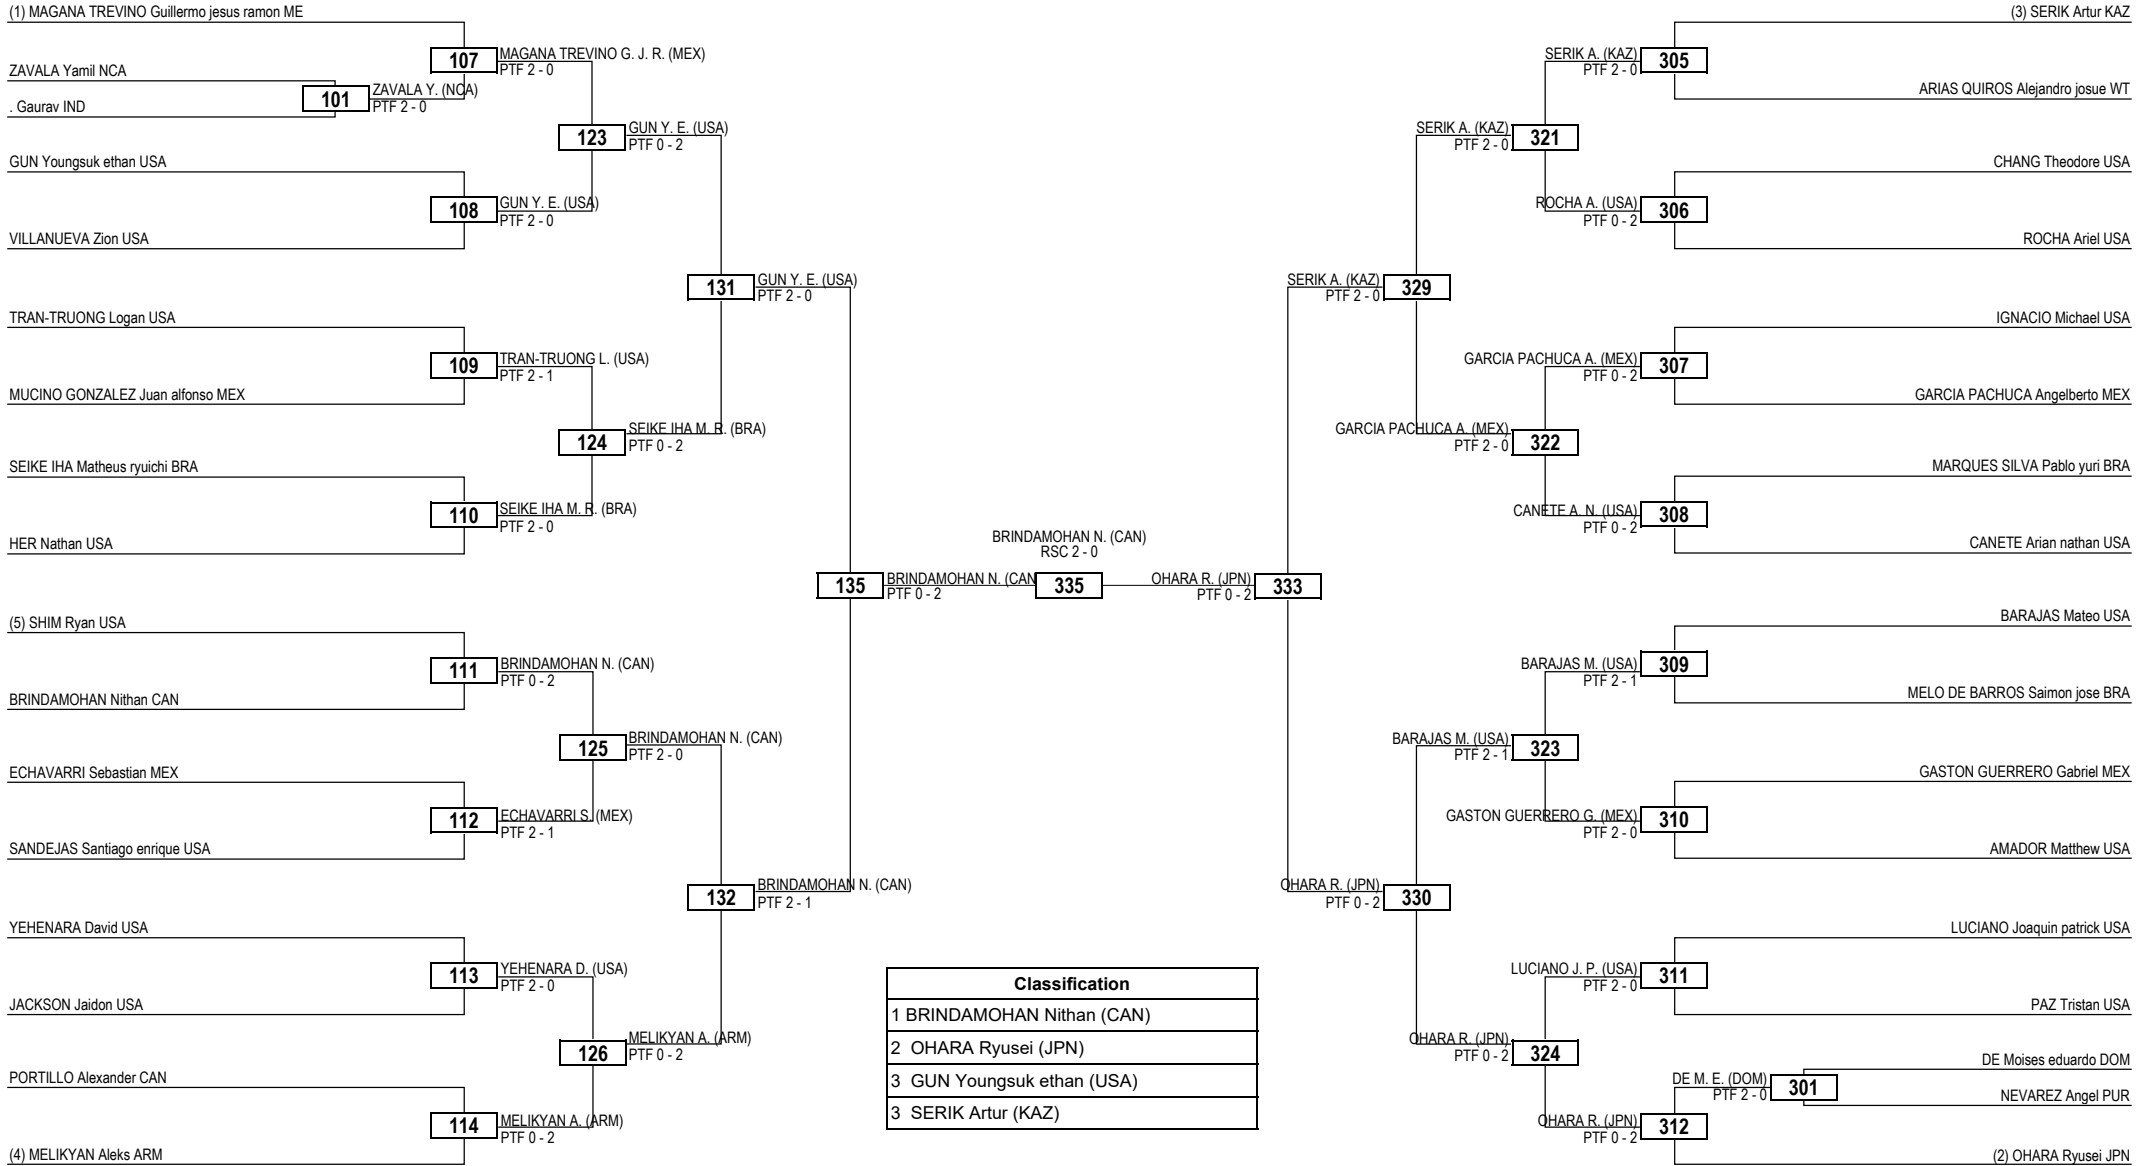 (1) MAGANA TREVINO Guillermo jesus ramon ME
107
MAGANA TREVINO G. J. R. (MEX)
PTF 2 - 0
ZAVALA Yamil NCA
101
ZAVALA Y. (NCA)
PTF 2 - 0
. Gaurav IND
123
GUN Y. E. (USA)
PTF 0 - 2
GUN Youngsuk ethan USA
108
GUN Y. E. (USA)
PTF 2 - 0
VILLANUEVA Zion USA
131
GUN Y. E. (USA)
PTF 2 - 0
TRAN-TRUONG Logan USA
109
TRAN-TRUONG L. (USA)
PTF 2 - 1
MUCINO GONZALEZ Juan alfonso MEX
124
SEIKE IHA M. R. (BRA)
PTF 0 - 2
SEIKE IHA Matheus ryuichi BRA
110
SEIKE IHA M. R. (BRA)
PTF 2 - 0
HER Nathan USA
135
BRINDAMOHAN N. (CAN
PTF 0 - 2
(5) SHIM Ryan USA
111
BRINDAMOHAN N. (CAN)
PTF 0 - 2
BRINDAMOHAN Nithan CAN
125
BRINDAMOHAN N. (CAN)
PTF 2 - 0
ECHAVARRI Sebastian MEX
112
ECHAVARRI S. (MEX)
PTF 2 - 1
SANDEJAS Santiago enrique USA
132
BRINDAMOHAN N. (CAN)
PTF 2 - 1
YEHENARA David USA
113
YEHENARA D. (USA)
PTF 2 - 0
JACKSON Jaidon USA
126
MELIKYAN A. (ARM)
PTF 0 - 2
PORTILLO Alexander CAN
114
MELIKYAN A. (ARM)
PTF 0 - 2
(4) MELIKYAN Aleks ARM
BRINDAMOHAN N. (CAN)
RSC 2 - 0
335
(3) SERIK Artur KAZ
SERIK A. (KAZ)
PTF 2 - 0
305
ARIAS QUIROS Alejandro josue WT
SERIK A. (KAZ)
PTF 2 - 0
321
CHANG Theodore USA
ROCHA A. (USA)
PTF 0 - 2
306
ROCHA Ariel USA
SERIK A. (KAZ)
PTF 2 - 0
329
IGNACIO Michael USA
GARCIA PACHUCA A. (MEX)
PTF 0 - 2
307
GARCIA PACHUCA Angelberto MEX
GARCIA PACHUCA A. (MEX)
PTF 2 - 0
322
MARQUES SILVA Pablo yuri BRA
CANETE A. N. (USA)
PTF 0 - 2
308
CANETE Arian nathan USA
OHARA R. (JPN)
PTF 0 - 2
333
BARAJAS Mateo USA
BARAJAS M. (USA)
PTF 2 - 1
309
MELO DE BARROS Saimon jose BRA
BARAJAS M. (USA)
PTF 2 - 1
323
GASTON GUERRERO Gabriel MEX
GASTON GUERRERO G. (MEX)
PTF 2 - 0
310
AMADOR Matthew USA
OHARA R. (JPN)
PTF 0 - 2
330
LUCIANO Joaquin patrick USA
LUCIANO J. P. (USA)
PTF 2 - 0
311
PAZ Tristan USA
OHARA R. (JPN)
PTF 0 - 2
324
DE Moises eduardo DOM
DE M. E. (DOM)
PTF 2 - 0
301
NEVAREZ Angel PUR
OHARA R. (JPN)
PTF 0 - 2
312
(2) OHARA Ryusei JPN
Classification
1 BRINDAMOHAN Nithan (CAN)
2 OHARA Ryusei (JPN)
3 GUN Youngsuk ethan (USA)
3 SERIK Artur (KAZ)